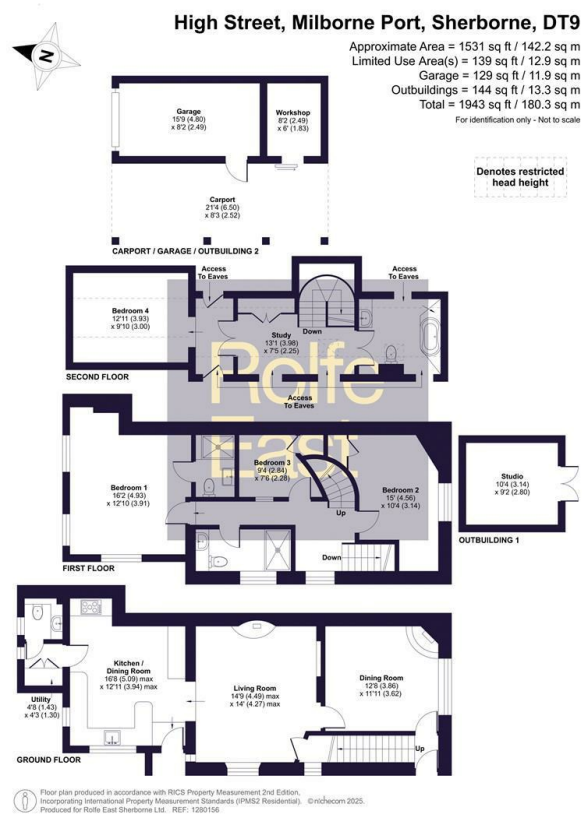 High Street, Milborne Port, Sherborne, DT9
Approximate Area = 1531 sq ft / 142.2 sq m
Limited Use Area(s) = 139 sq ft / 12.9 sq m
Garage = 129 sq ft / 11.9 sq m
Outbuildings = 144 sq ft / 13.3 sq m
Total = 1943 sq ft / 180.3 sq m
For identification only - Not to scale
N
Denotes restricted
head height
Garage
15'9 (4.80)
x 8'2 (2.49)
Workshop
8'2 (2.49)
x 6' (1.83)
Carport
21'4 (6.50)
x 8'3 (2.52)
CARPORT / GARAGE / OUTBUILDING 2
Access
To Eaves
Access
To Eaves
Bedroom 4
12'11 (3.93)
x 9'10 (3.00)
Down
Study
13'1 (3.98)
x 7'5 (2.25)
SECOND FLOOR
Access
To Eaves
Rolfe
East
Bedroom 1
16'2 (4.93)
x 12'10 (3.91)
Bedroom 3
9'4 (2.84)
x 7'6 (2.28)
Bedroom 2
15' (4.56)
x 10'4 (3.14)
Up
Down
FIRST FLOOR
Studio
10'4 (3.14)
x 9'2 (2.80)
OUTBUILDING 1
Kitchen /
Dining Room
16'8 (5.09) max
x 12'11 (3.94) max
Living Room
14'9 (4.49) max
x 14' (4.27) max
Dining Room
12'8 (3.86)
x 11'11 (3.62)
Utility
4'8 (1.43)
x 4'3 (1.30)
Up
GROUND FLOOR
Floor plan produced in accordance with RICS Property Measurement 2nd Edition,
Incorporating International Property Measurement Standards (IPMS2 Residential). © nichecom 2025.
Produced for Rolfe East Sherborne Ltd. REF: 1280156